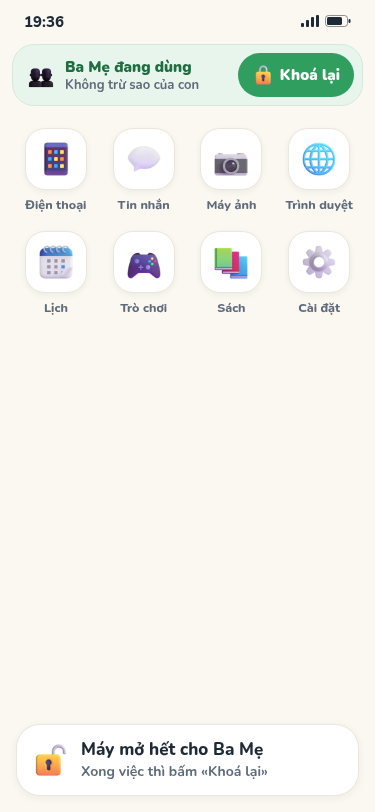 19:36
Ba Mẹ đang dùng
Không trừ sao của con
Khoá lại
Điện thoại
Tin nhắn
Máy ảnh
Trình duyệt
Lịch
Trò chơi
Sách
Cài đặt
Máy mở hết cho Ba Mẹ
Xong việc thì bấm «Khoá lại»